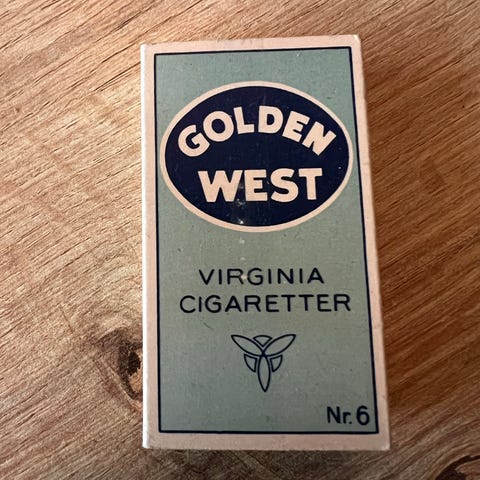 GOLDEN
WEST
VIRGINIA
CIGARETTER
Nr. 6